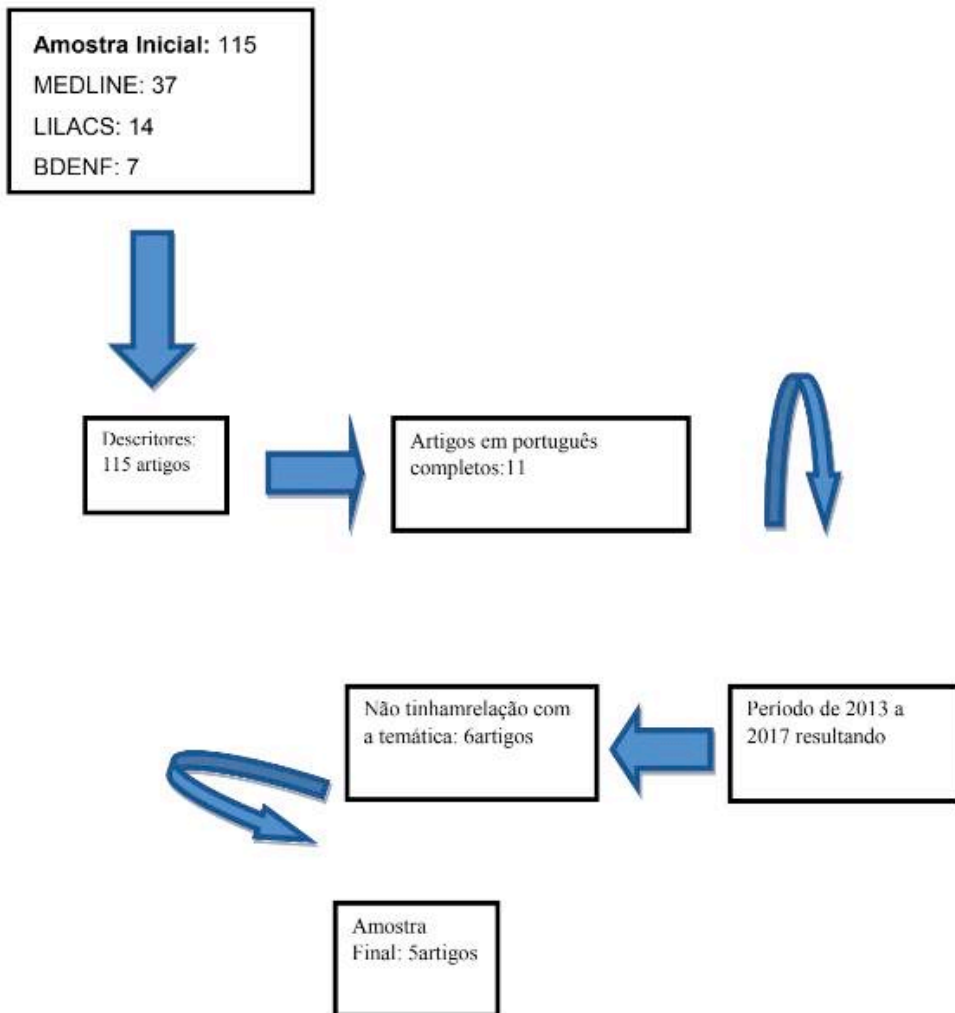 Amostra Inicial: 115
MEDLINE: 37
LILACS: 14
BDENF: 7
Descritores:
115 artigos
Artigos em português
completos:11
Não tinhamrelação com
a temática: 6artigos
Período de 2013 a
2017 resultando
Amostra
Final: 5artigos